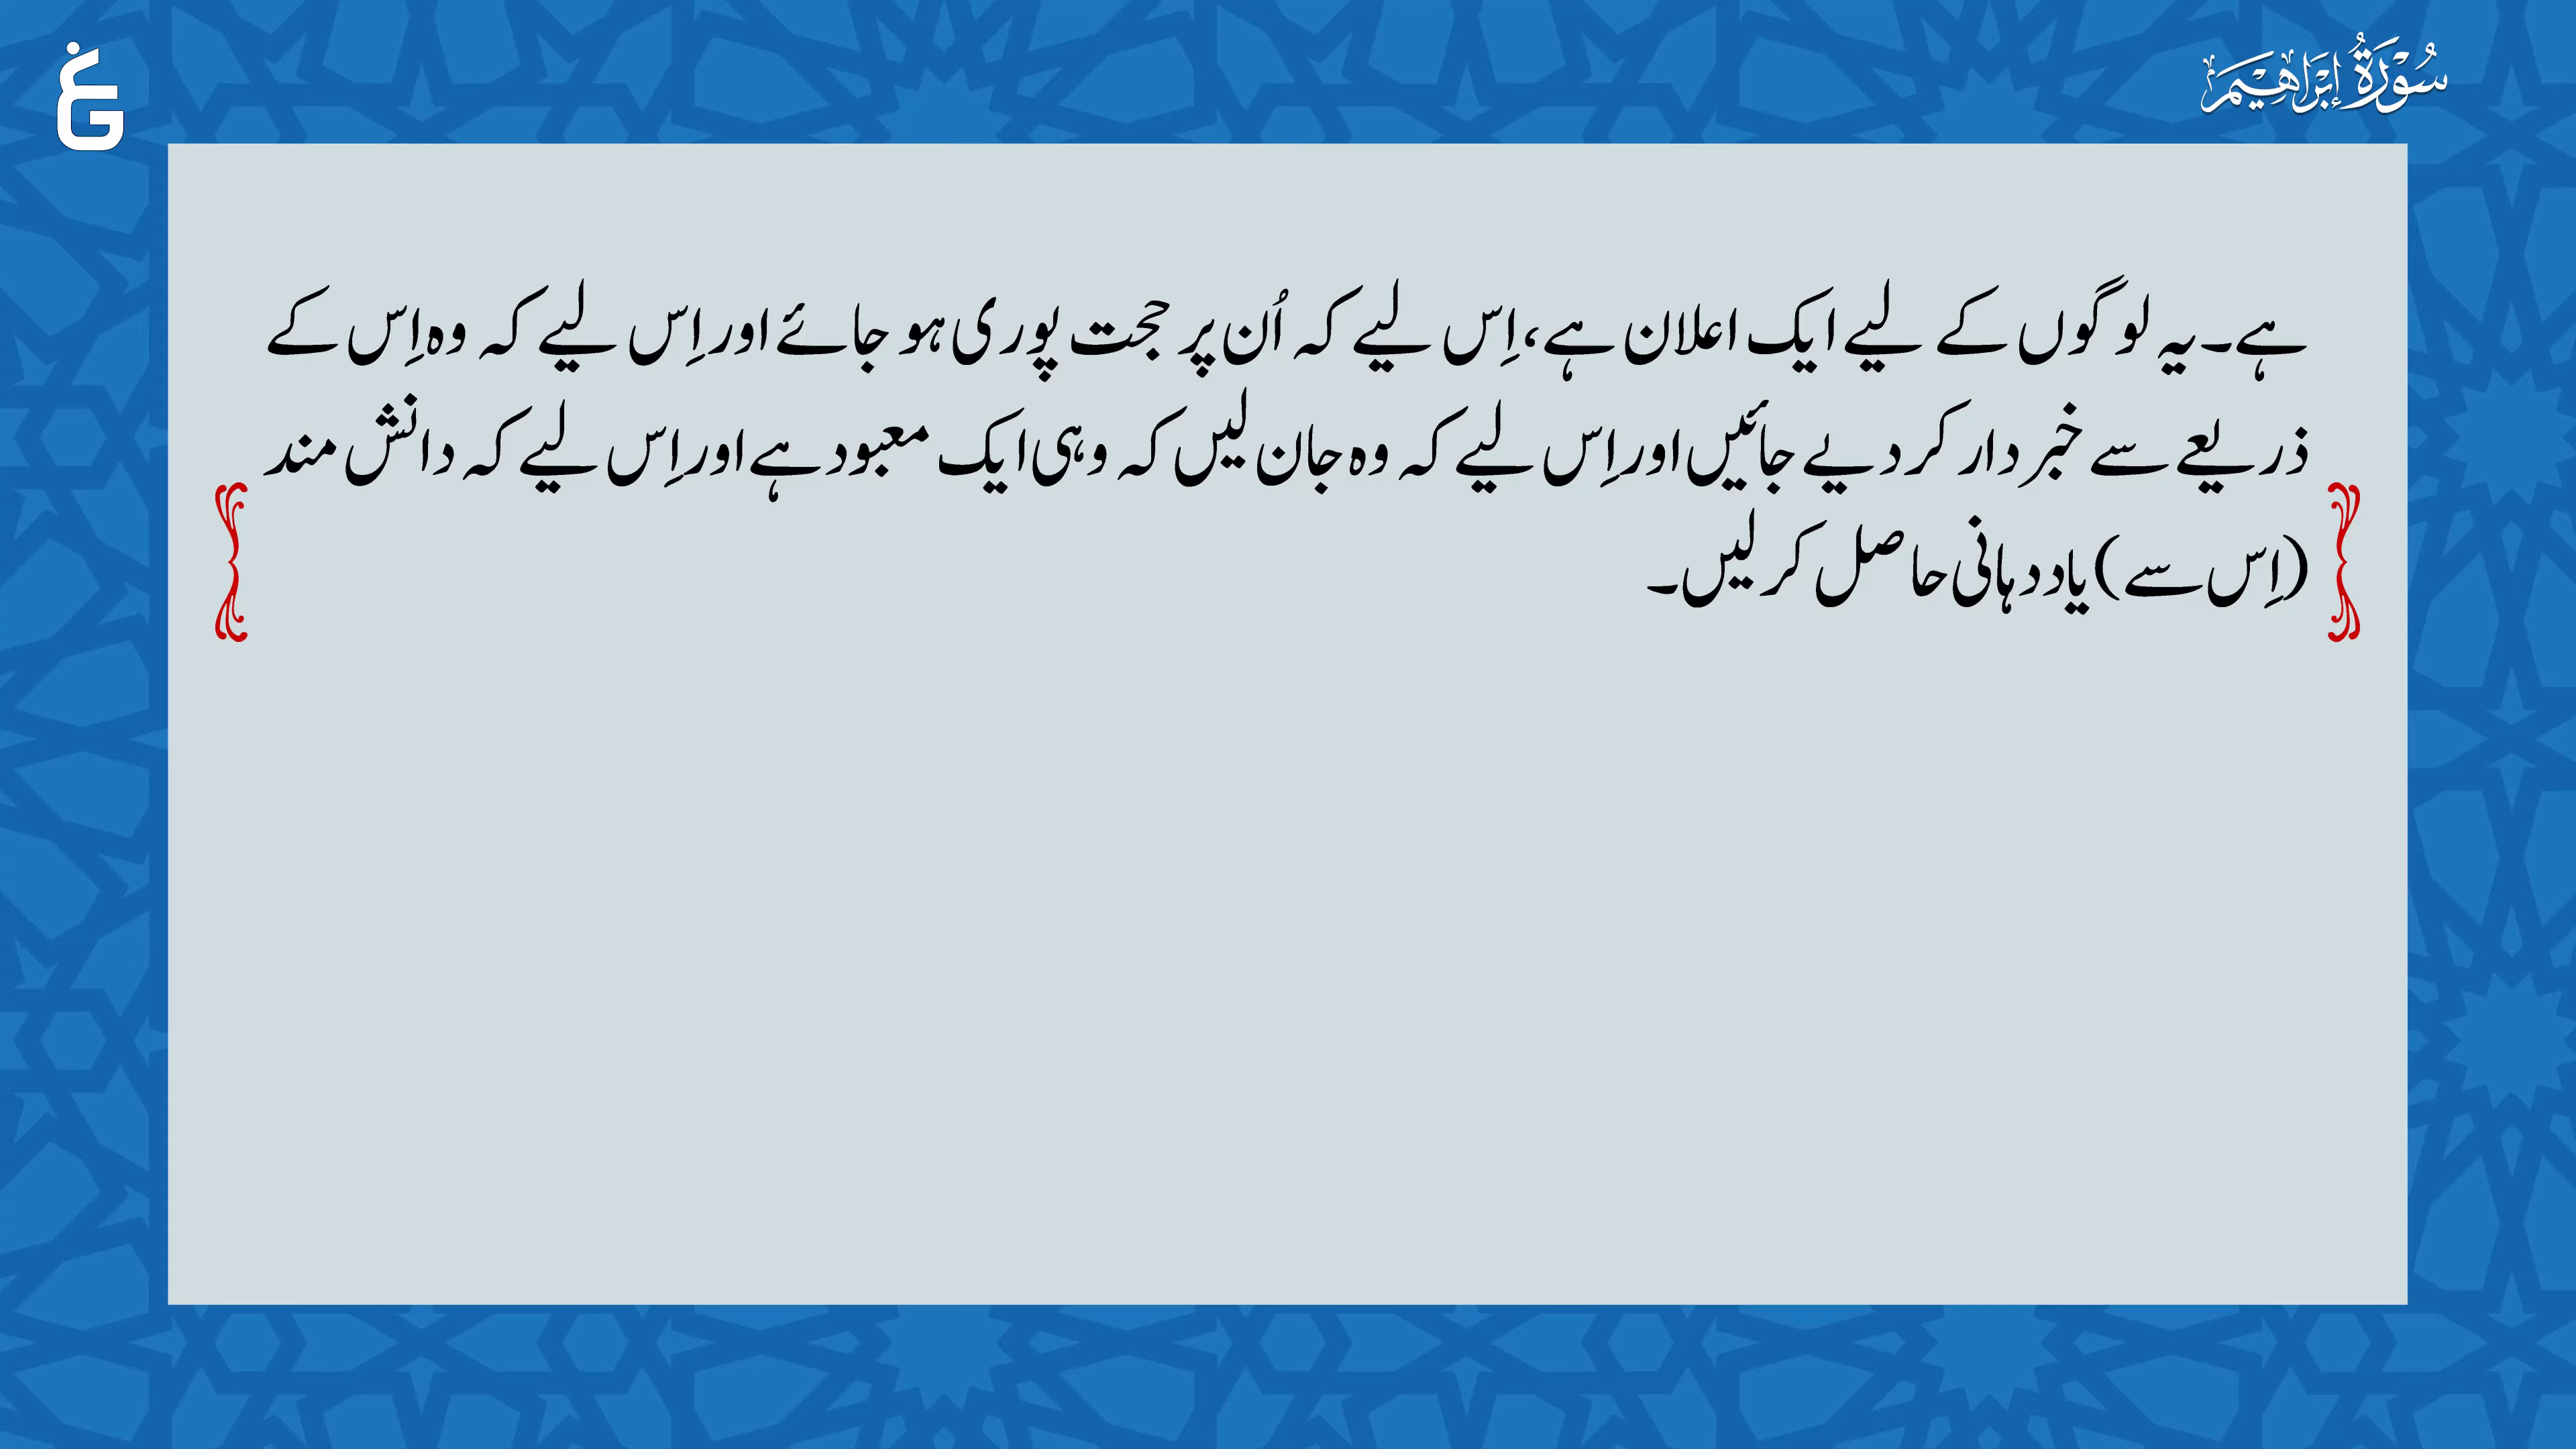 سُوْرَةُ إِبْرَاهِيْم
غ G
ہے۔ یہ لوگوں کے لیے ایک اعلان ہے، اِس لیے کہ اُن پر حجت پوری ہو جائے اور اِس لیے کہ وہ اِس کے
ذریعے سے خبردار کر دیے جائیں اور اِس لیے کہ وہ جان لیں کہ وہی ایک معبود ہے اور اِس لیے کہ دانش مند
(اِس سے) یاددہانی حاصل کر لیں۔